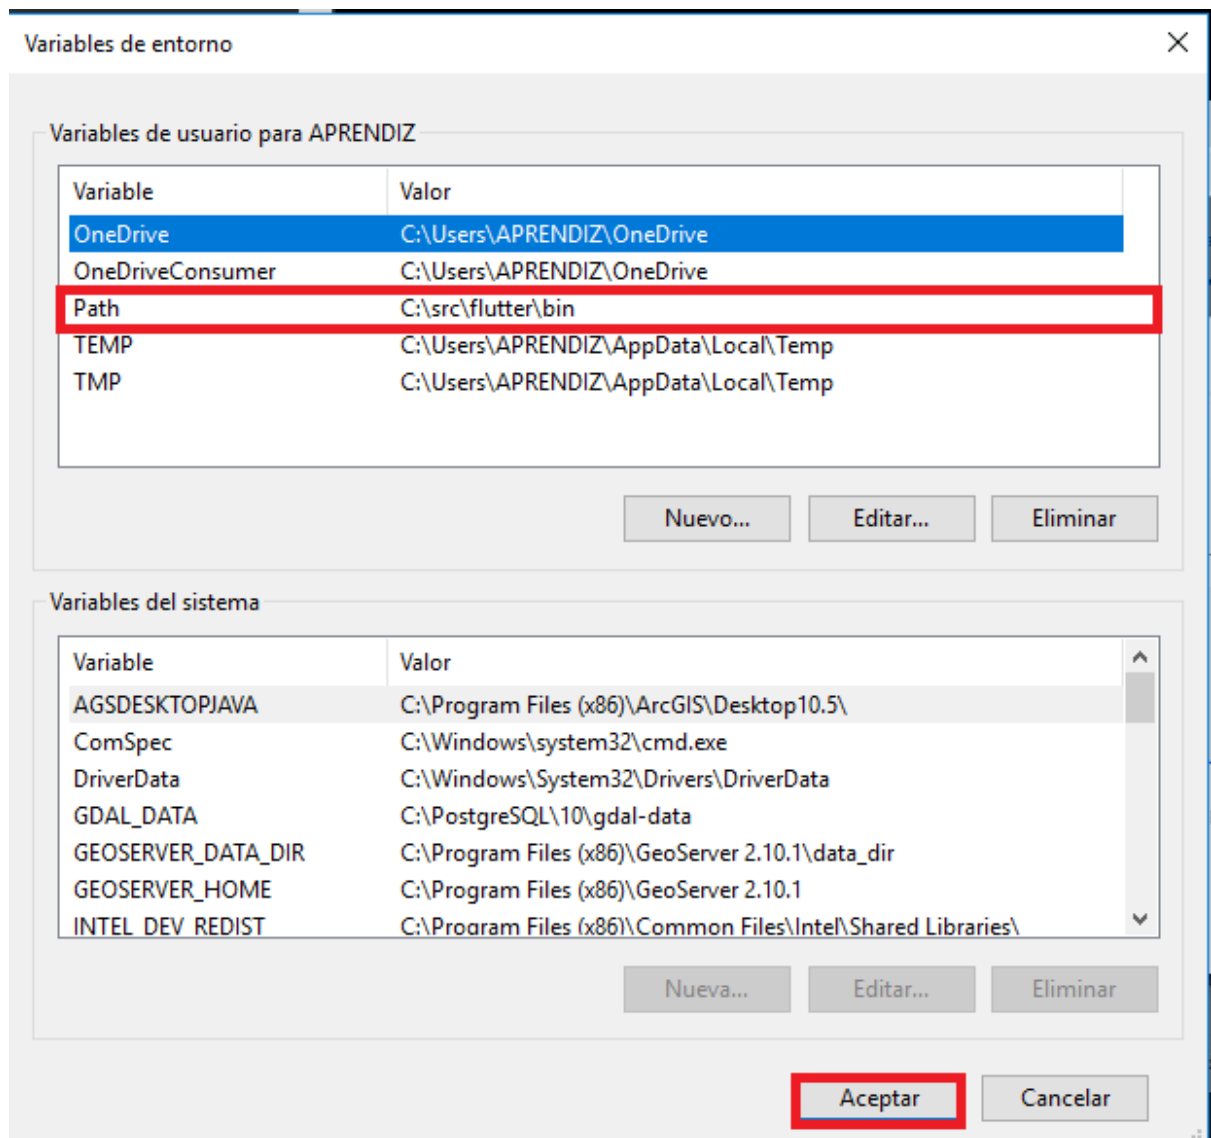 Variables de entorno
Variables de usuario para APRENDIZ
Variable Valor
OneDrive C:\Users\APRENDIZ\OneDrive
OneDriveConsumer C:\Users\APRENDIZ\OneDrive
Path C:\src\flutter\bin
TEMP C:\Users\APRENDIZ\AppData\Local\Temp
TMP C:\Users\APRENDIZ\AppData\Local\Temp
Nuevo... Editar... Eliminar
Variables del sistema
Variable Valor
AGSDESKTOPJAVA C:\Program Files (x86)\ArcGIS\Desktop10.5\
ComSpec C:\Windows\system32\cmd.exe
DriverData C:\Windows\System32\Drivers\DriverData
GDAL_DATA C:\PostgreSQL\10\gdal-data
GEOSERVER_DATA_DIR C:\Program Files (x86)\GeoServer 2.10.1\data_dir
GEOSERVER_HOME C:\Program Files (x86)\GeoServer 2.10.1
INTEL_DEV_REDIST C:\Program Files (x86)\Common Files\Intel\Shared Libraries\
Nueva... Editar... Eliminar
Aceptar Cancelar